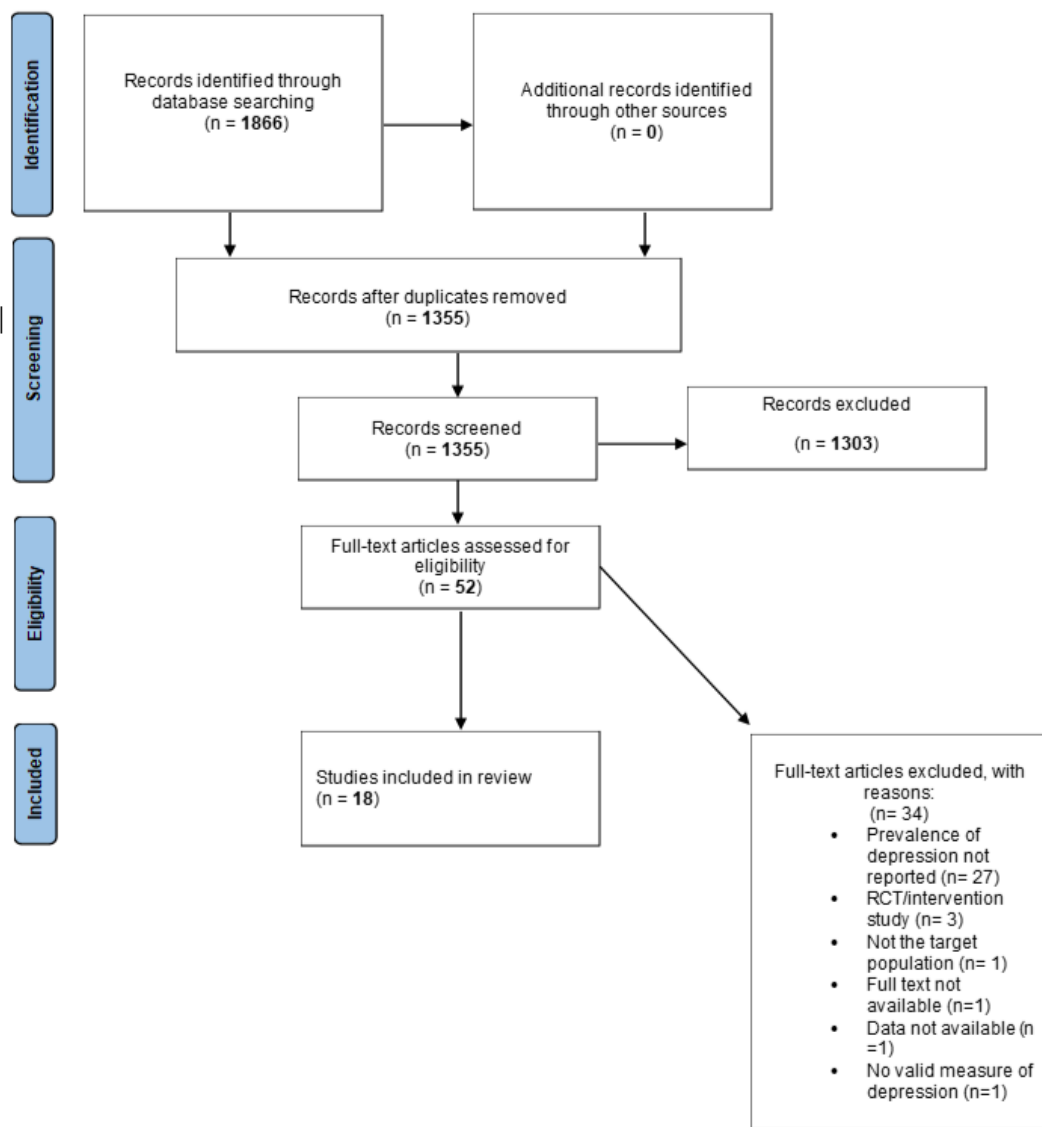 Identification
Records identified through
database searching
(n = 1866)
Additional records identified
through other sources
(n = 0)
Screening
Records after duplicates removed
(n = 1355)
Records screened
(n = 1355)
Records excluded
(n = 1303)
Eligibility
Full-text articles assessed for
eligibility
(n = 52)
Included
Studies included in review
(n = 18)
Full-text articles excluded, with
reasons:
(n= 34)
• Prevalence of
depression not
reported (n= 27)
• RCT/intervention
study (n= 3)
• Not the target
population (n= 1)
• Full text not
available (n=1)
• Data not available (n
=1)
• No valid measure of
depression (n=1)